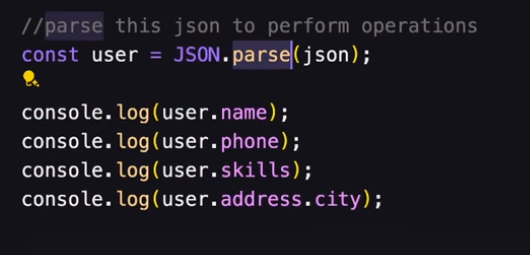 //parse this json to perform operations
const user = JSON.parse(json);
console.log(user.name);
console.log(user.phone);
console.log(user.skills);
console.log(user.address.city);